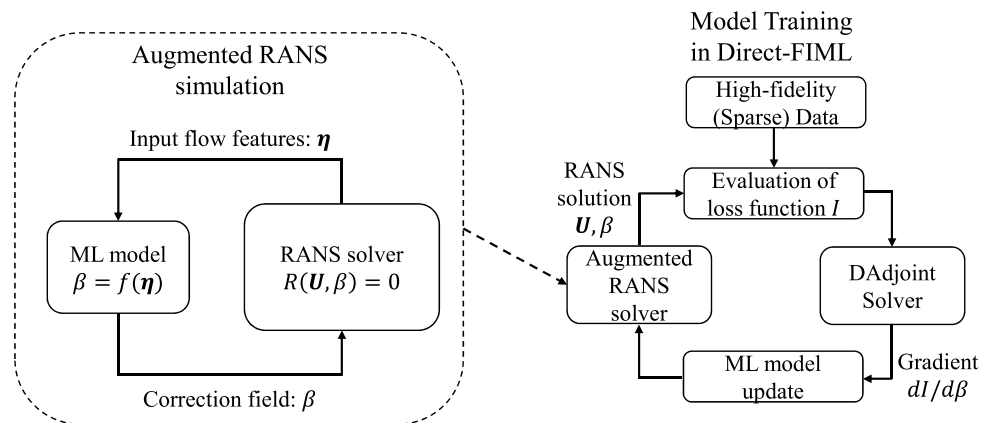 Augmented RANS
simulation
Input flow features: η
ML model
β = f(η)
RANS solver
R(U, β) = 0
Correction field: β
Model Training
in Direct-FIML
High-fidelity
(Sparse) Data
RANS
solution
U, β
Evaluation of
loss function I
Augmented
RANS
solver
DAdjoint
Solver
ML model
update
Gradient
dI/dβ